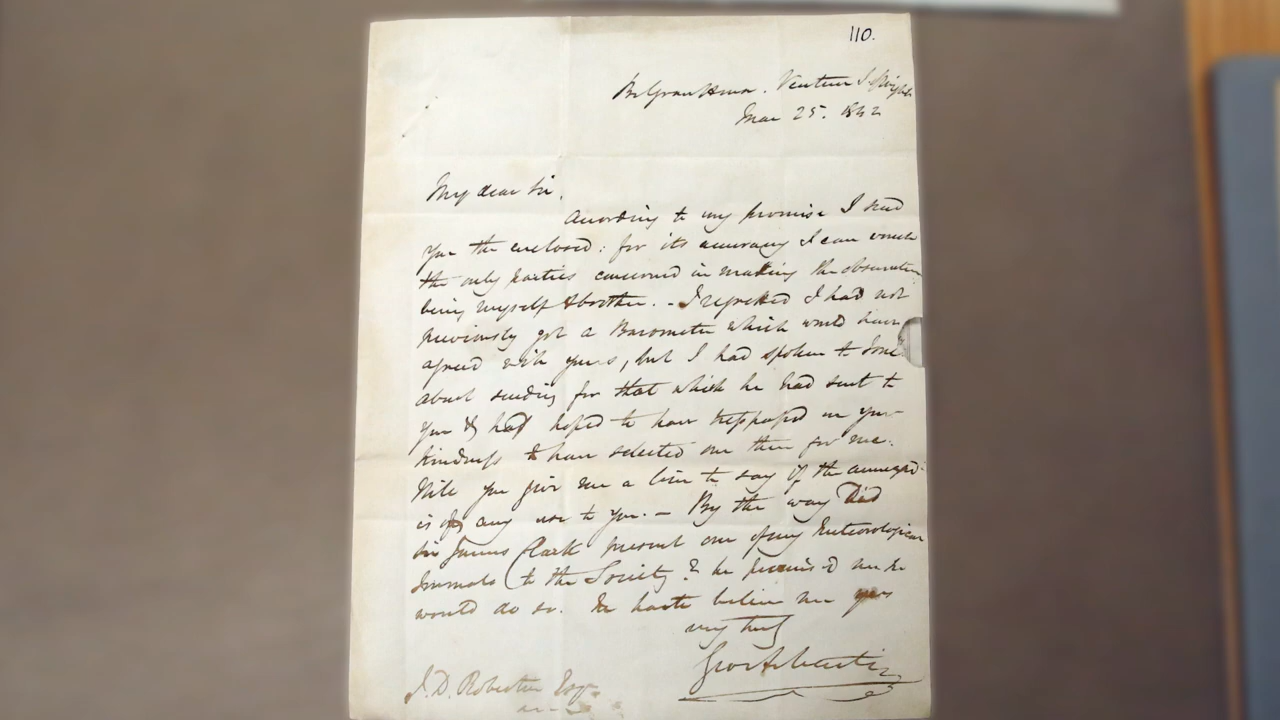 110.
Belgrave House. Ventnor I. Wight
Mar 25. 1842
My dear Sir,
According to my promise I send
you the enclosed: for its accuracy I can vouch
the only parties concerned in making the observations
being myself & brother. - I regretted I had not
previously got a Barometer which would have
agreed with yours, but I had spoken to
about sending for that which he had sent to
you & had hoped to have trespassed on your
kindness to have selected one then for me.
Will you give me a line to say if the annexed
is of any use to you. - By the way Did
Sir James Clark present one of my Meteorological
Journals to the Society? he promised me he
would do so. In haste believe me yours
very truly
Geo A Martin
J. D. Roberton Esqr